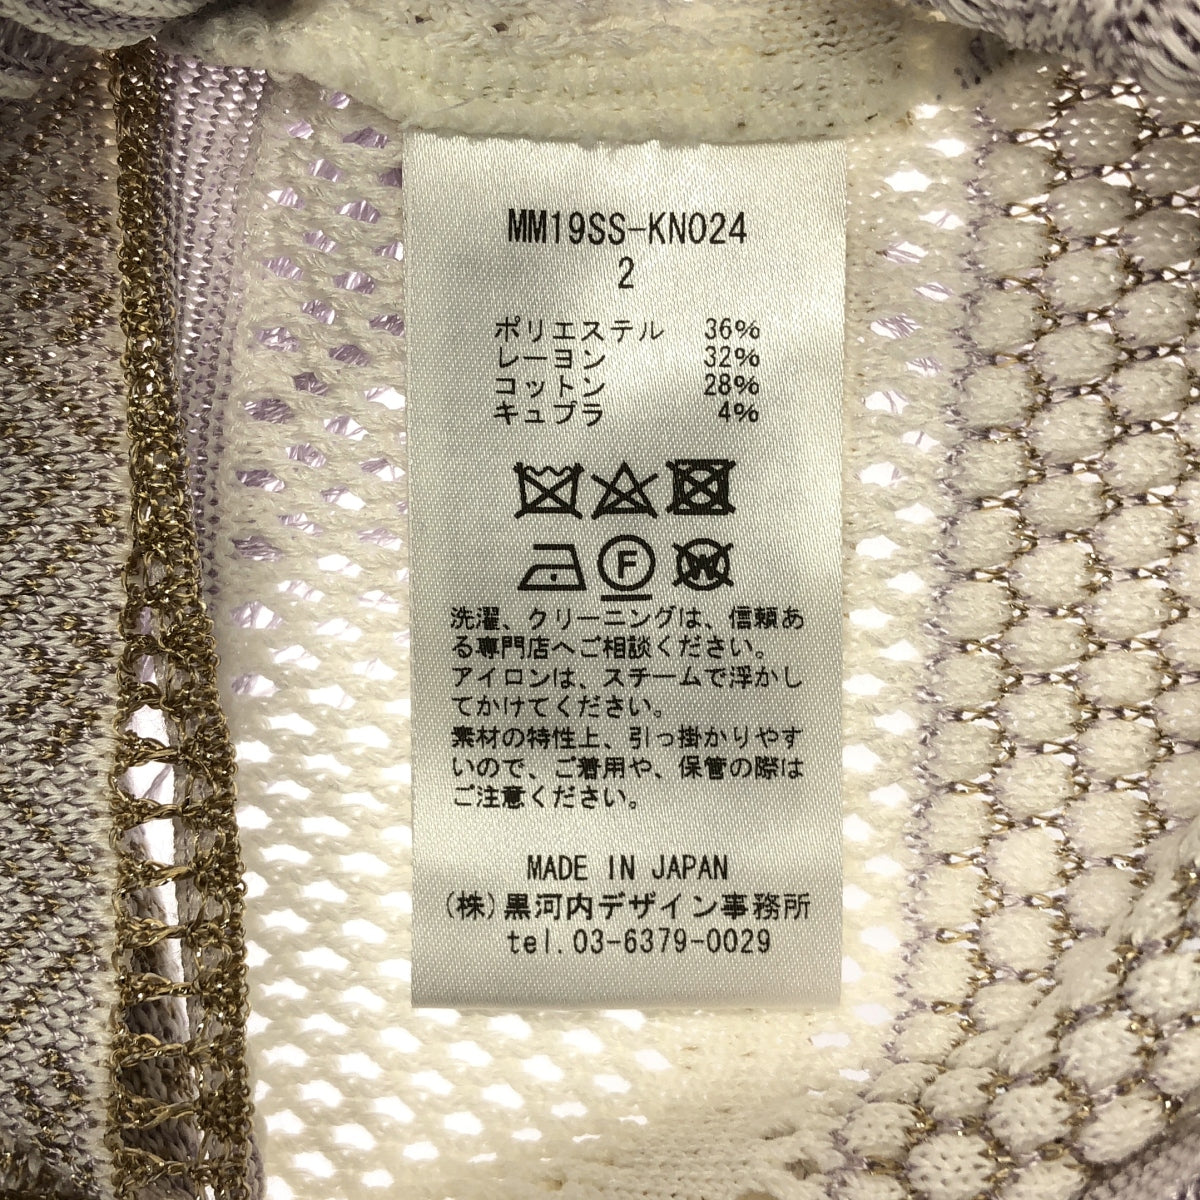 MM19SS-KN024
2
ポリエステル 36%
レーヨン 32%
コットン 28%
キュプラ 4%
F
W
洗濯、クリーニングは、信頼あ
る専門店へご相談ください。
アイロンは、スチームで浮かし
てかけてください。
素材の特性上、引っ掛かりやす
いので、ご着用や、保管の際は
ご注意ください。
MADE IN JAPAN
(株)黒河内デザイン事務所
tel.03-6379-0029